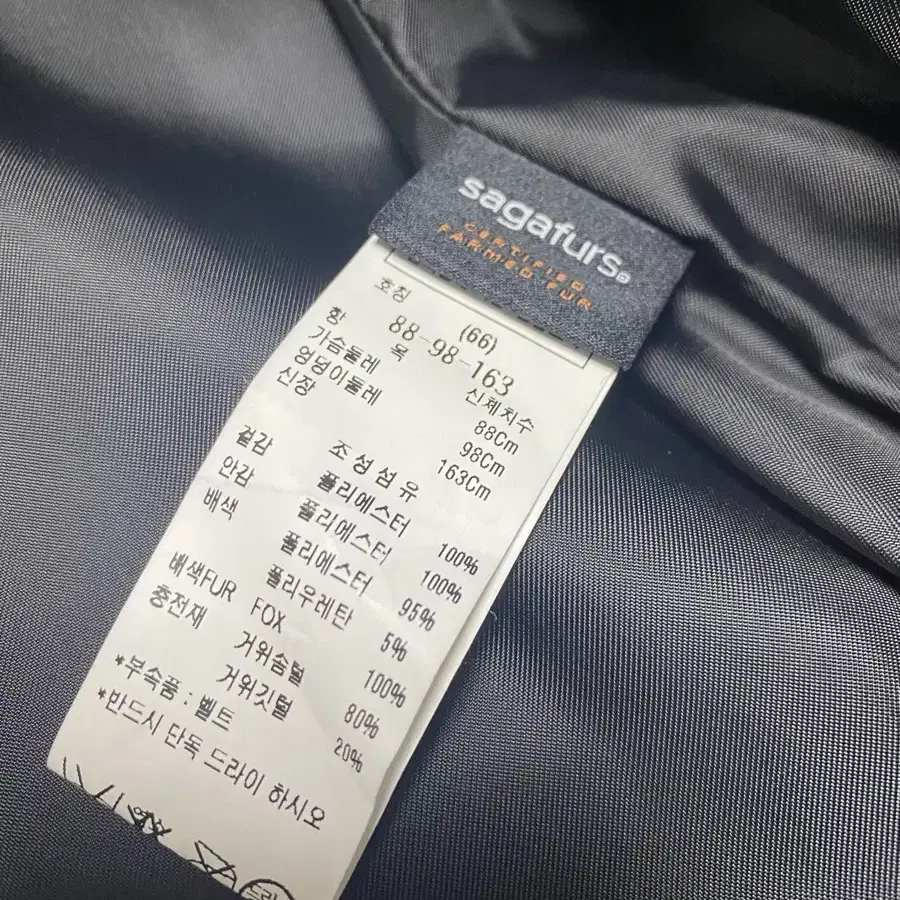 sagafurs®
CERTIFIED
FARMED FUR
호칭 (66)
88-98-163
항 목 신체치수
가슴둘레 88Cm
엉덩이둘레 98Cm
신장 163Cm
조성섬유
겉감 폴리에스터 100%
안감 폴리에스터 100%
배색 폴리에스터 95%
폴리우레탄 5%
배색FUR FOX 100%
충전재 거위솜털 80%
거위깃털 20%
*부속품 : 벨트
*반드시 단독 드라이 하시오